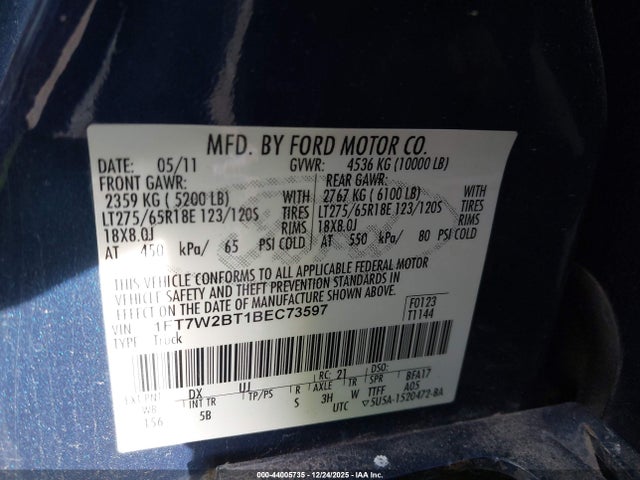 MFD. BY FORD MOTOR CO.
DATE: 05/11 GVWR: 4536 KG (10000 LB)
FRONT GAWR: REAR GAWR:
2359 KG ( 5200 LB) WITH 2767 KG ( 6100 LB) WITH
LT275/65R18E 123/120S TIRES LT275/65R18E 123/120S TIRES
18X8.0J RIMS 18X8.0J RIMS
AT 450 kPa/ 65 PSI COLD AT 550 kPa/ 80 PSI COLD
THIS VEHICLE CONFORMS TO ALL APPLICABLE FEDERAL MOTOR
VEHICLE SAFETY AND THEFT PREVENTION STANDARDS IN EFFECT
ON THE DATE OF MANUFACTURE SHOWN ABOVE.
VIN: 1FT7W2BT1BEC73597 F0123
TYPE: Truck T1144
EXT PNT: DX UJ RC: 21 DSO:
WB INT TR TP/PS R AXLE TR SPR BFA17
156 5B S 3H W TTFF A05
UTC ▽5U5A-1520472-BA
000-44005735 - 12/24/2025 - IAA Inc.